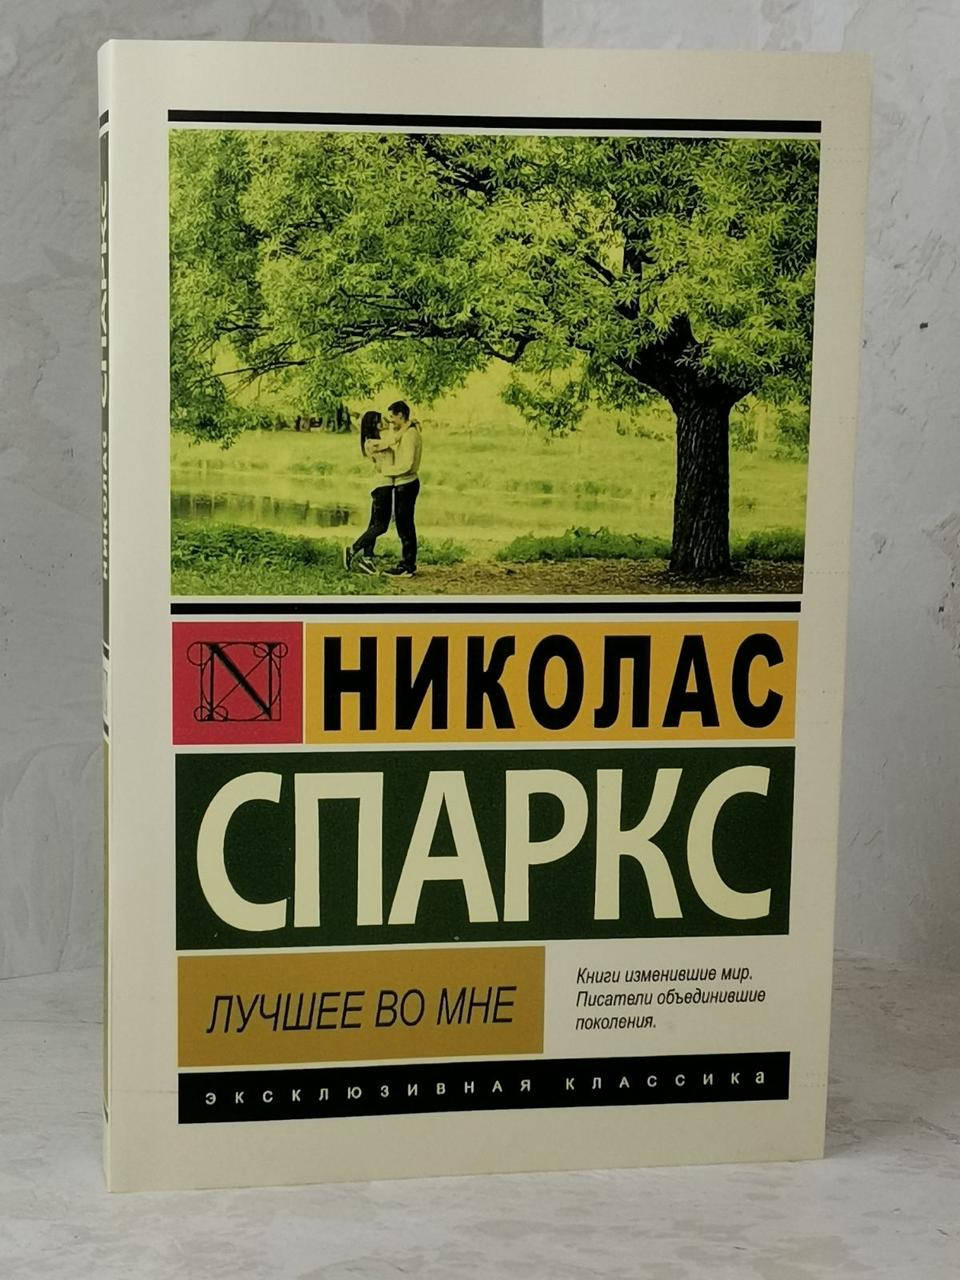 НИКОЛАС СПАРКС
N
НИКОЛАС
СПАРКС
ЛУЧШЕЕ ВО МНЕ
Книги изменившие мир.
Писатели объединившие
поколения.
ЭКСКЛЮЗИВНАЯ КЛАССИКа